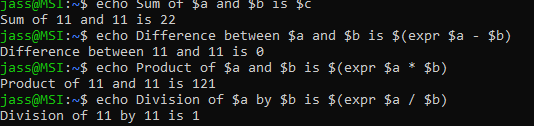 jass@MSI:~$ echo Sum of $a and $b is $c
Sum of 11 and 11 is 22
jass@MSI:~$ echo Difference between $a and $b is $(expr $a - $b)
Difference between 11 and 11 is 0
jass@MSI:~$ echo Product of $a and $b is $(expr $a * $b)
Product of 11 and 11 is 121
jass@MSI:~$ echo Division of $a by $b is $(expr $a / $b)
Division of 11 by 11 is 1